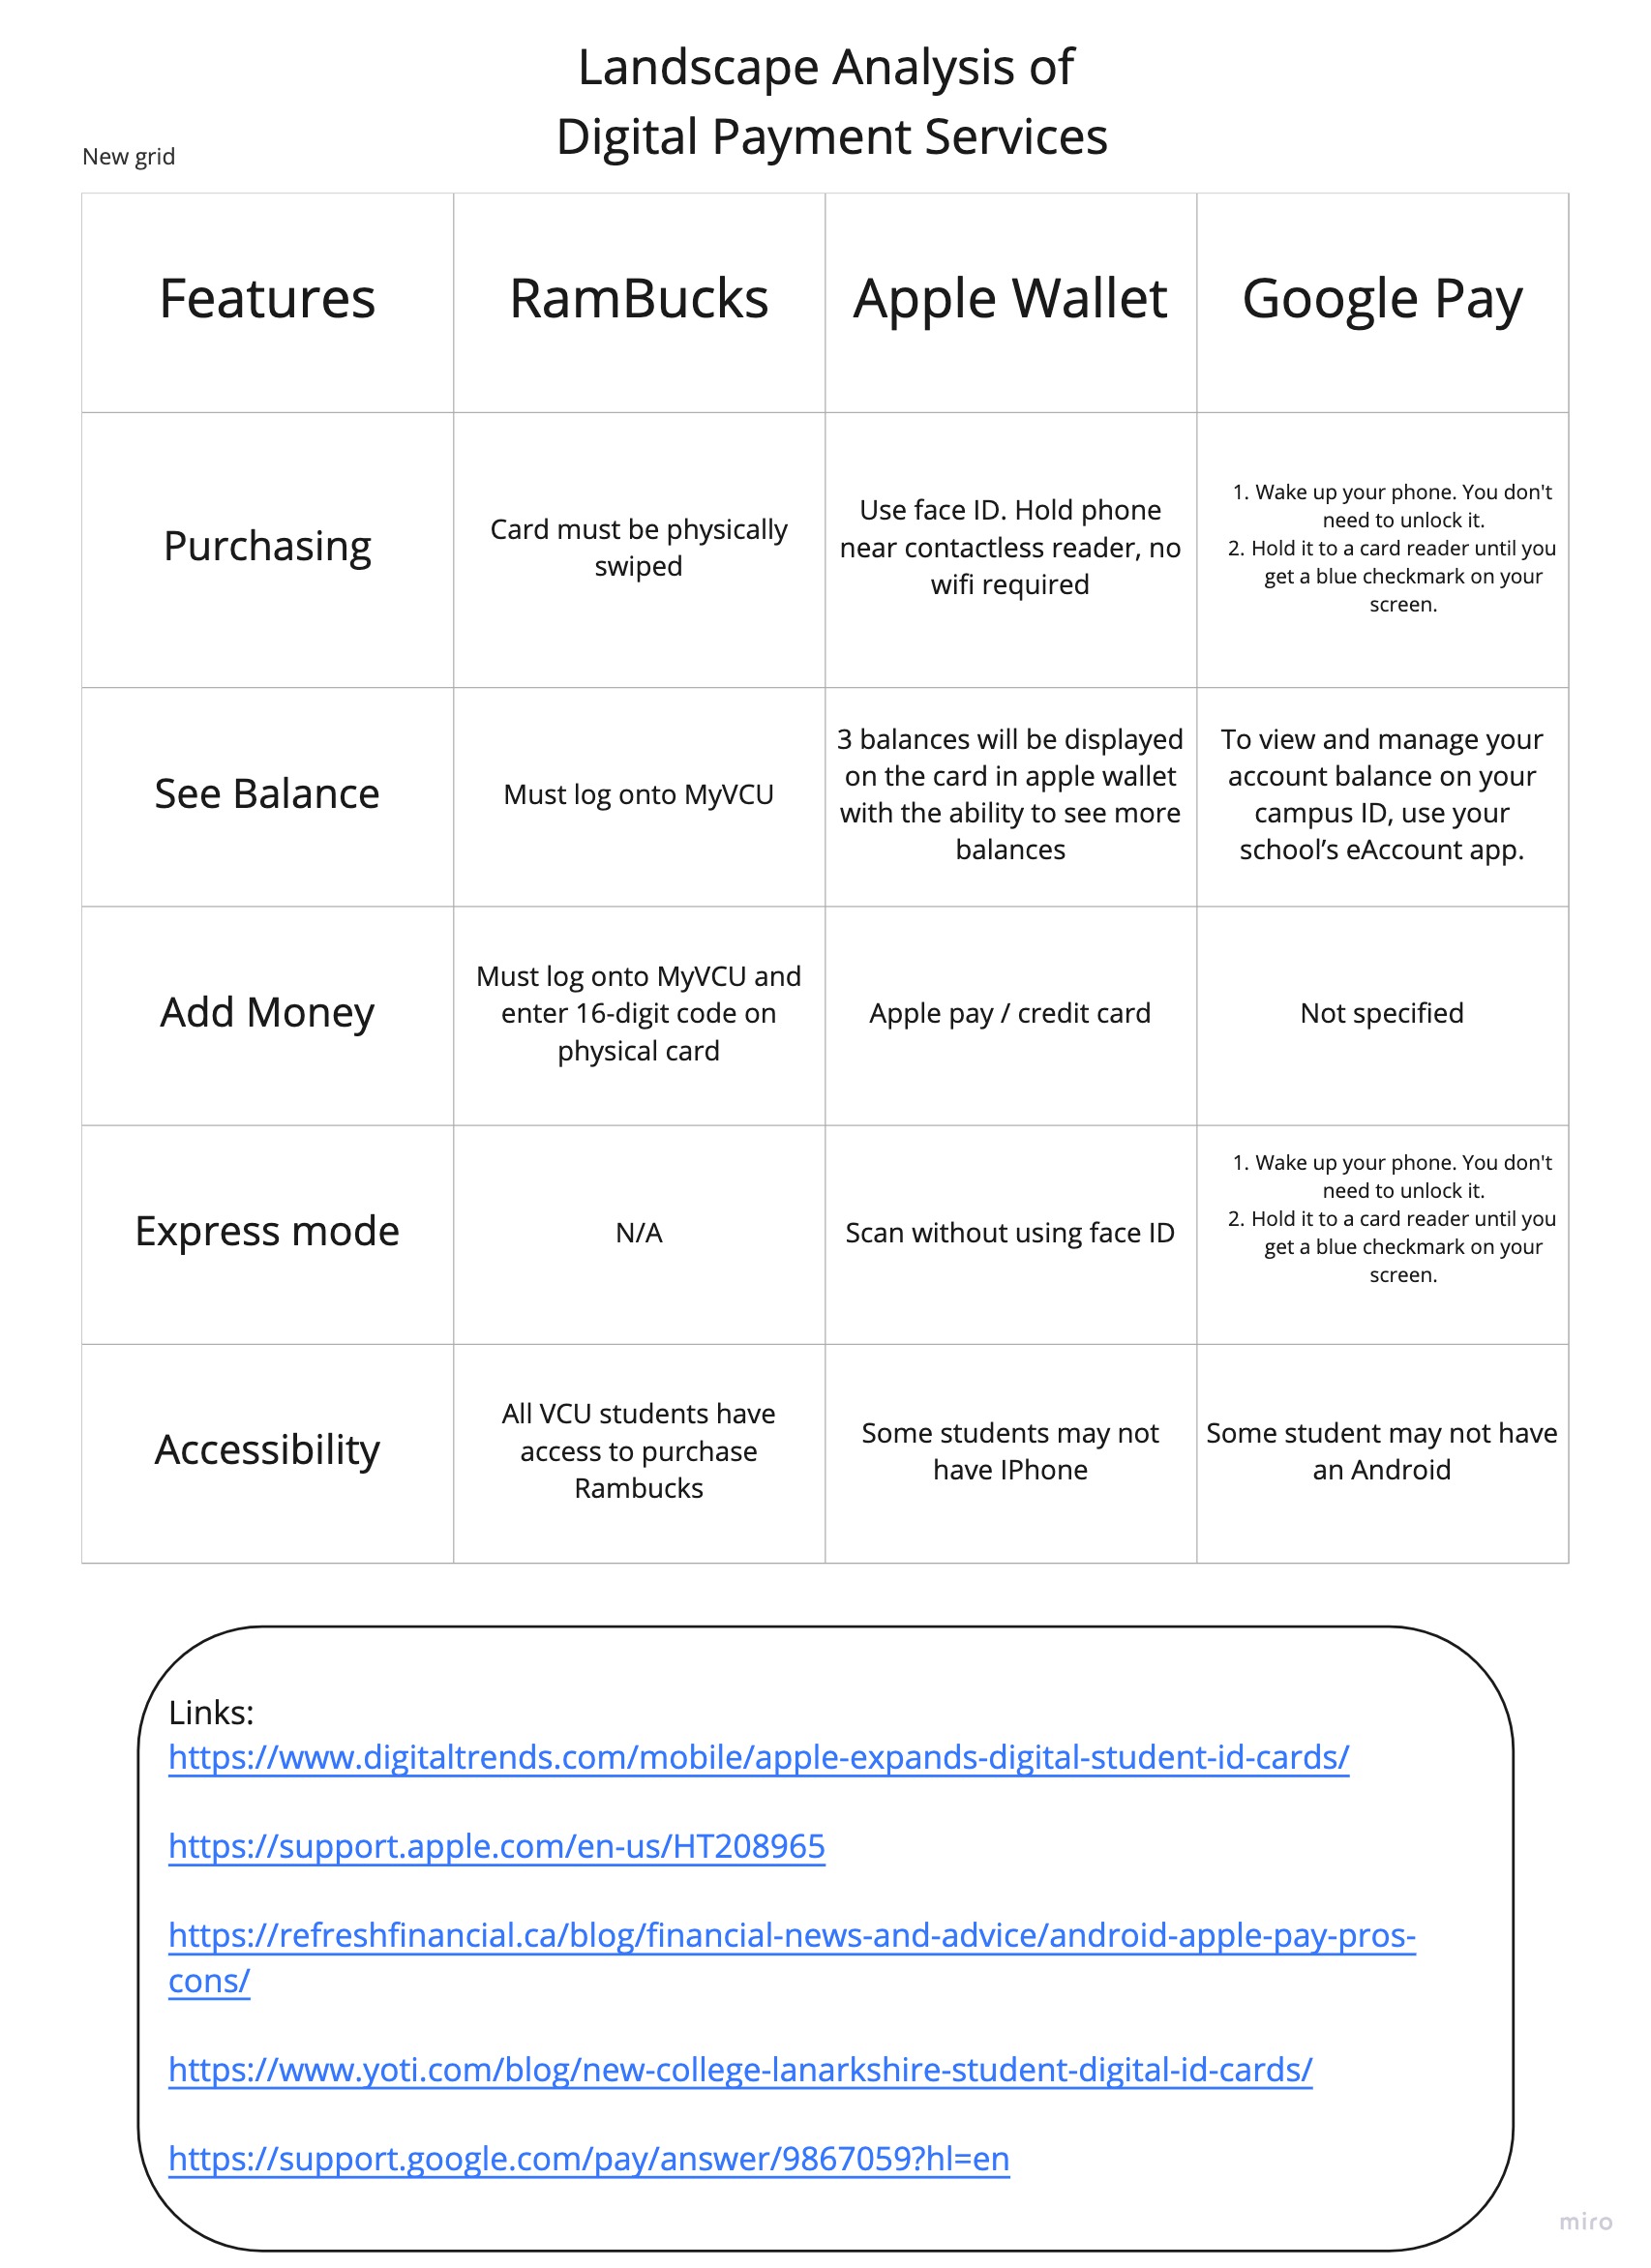 Landscape Analysis of
Digital Payment Services
New grid
Features
RamBucks
Apple Wallet
Google Pay
Purchasing
Card must be physically
swiped
Use face ID. Hold phone
near contactless reader, no
wifi required
1. Wake up your phone. You don't
need to unlock it.
2. Hold it to a card reader until you
get a blue checkmark on your
screen.
See Balance
Must log onto MyVCU
3 balances will be displayed
on the card in apple wallet
with the ability to see more
balances
To view and manage your
account balance on your
campus ID, use your
school’s eAccount app.
Add Money
Must log onto MyVCU and
enter 16-digit code on
physical card
Apple pay / credit card
Not specified
Express mode
N/A
Scan without using face ID
1. Wake up your phone. You don't
need to unlock it.
2. Hold it to a card reader until you
get a blue checkmark on your
screen.
Accessibility
All VCU students have
access to purchase
Rambucks
Some students may not
have IPhone
Some student may not have
an Android
Links:
https://www.digitaltrends.com/mobile/apple-expands-digital-student-id-cards/
https://support.apple.com/en-us/HT208965
https://refreshfinancial.ca/blog/financial-news-and-advice/android-apple-pay-pros-
cons/
https://www.yoti.com/blog/new-college-lanarkshire-student-digital-id-cards/
https://support.google.com/pay/answer/9867059?hl=en
miro